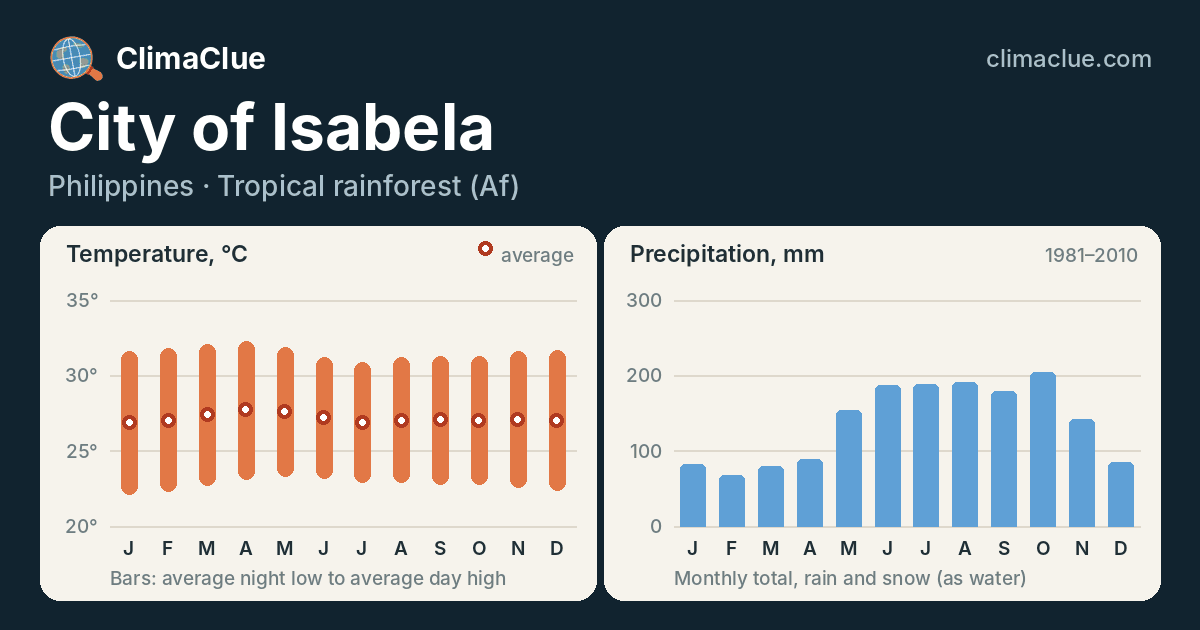 ClimaClue
climaclue.com
City of Isabela
Philippines · Tropical rainforest (Af)
Temperature, °C
average
35°
30°
25°
20°
J F M A M J J A S O N D
Bars: average night low to average day high
Precipitation, mm
1981–2010
300
200
100
0
J F M A M J J A S O N D
Monthly total, rain and snow (as water)